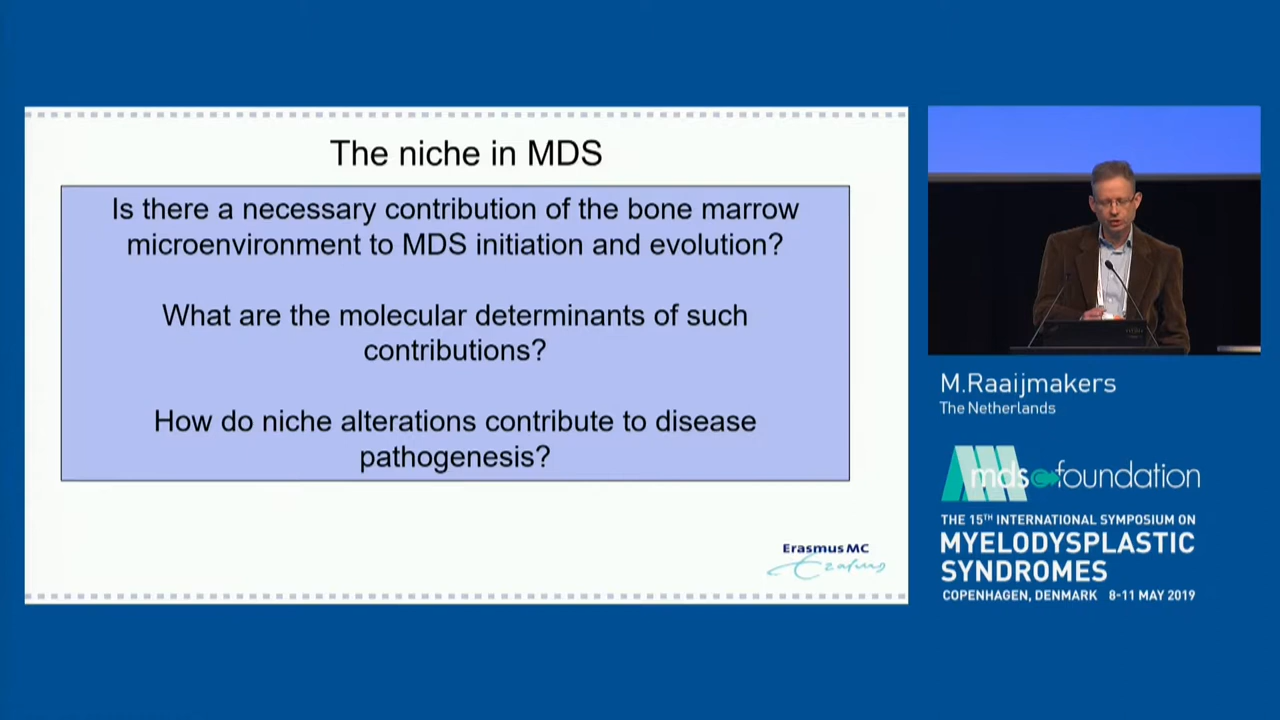 The niche in MDS
Is there a necessary contribution of the bone marrow
microenvironment to MDS initiation and evolution?
What are the molecular determinants of such
contributions?
How do niche alterations contribute to disease
pathogenesis?
Erasmus MC
Erasmus
M.Raaijmakers
The Netherlands
mds foundation
THE 15TH INTERNATIONAL SYMPOSIUM ON
MYELODYSPLASTIC
SYNDROMES
COPENHAGEN, DENMARK 8-11 MAY 2019